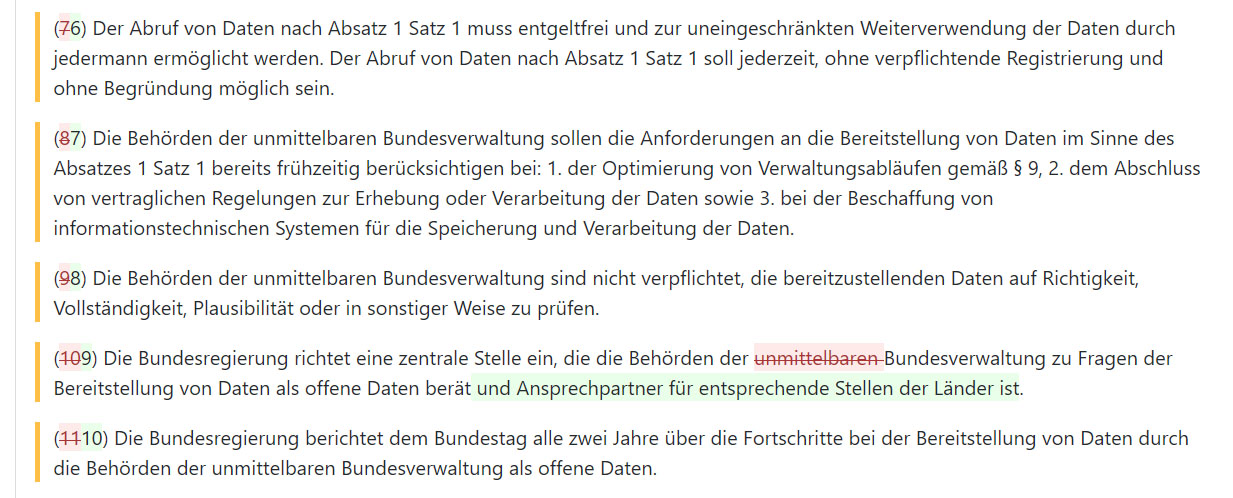 (76) Der Abruf von Daten nach Absatz 1 Satz 1 muss entgeltfrei und zur uneingeschränkten Weiterverwendung der Daten durch
jedermann ermöglicht werden. Der Abruf von Daten nach Absatz 1 Satz 1 soll jederzeit, ohne verpflichtende Registrierung und
ohne Begründung möglich sein.
(87) Die Behörden der unmittelbaren Bundesverwaltung sollen die Anforderungen an die Bereitstellung von Daten im Sinne des
Absatzes 1 Satz 1 bereits frühzeitig berücksichtigen bei: 1. der Optimierung von Verwaltungsabläufen gemäß § 9, 2. dem Abschluss
von vertraglichen Regelungen zur Erhebung oder Verarbeitung der Daten sowie 3. bei der Beschaffung von
informationstechnischen Systemen für die Speicherung und Verarbeitung der Daten.
(98) Die Behörden der unmittelbaren Bundesverwaltung sind nicht verpflichtet, die bereitzustellenden Daten auf Richtigkeit,
Vollständigkeit, Plausibilität oder in sonstiger Weise zu prüfen.
(109) Die Bundesregierung richtet eine zentrale Stelle ein, die die Behörden der unmittelbaren Bundesverwaltung zu Fragen der
Bereitstellung von Daten als offene Daten berät und Ansprechpartner für entsprechende Stellen der Länder ist.
(1110) Die Bundesregierung berichtet dem Bundestag alle zwei Jahre über die Fortschritte bei der Bereitstellung von Daten durch
die Behörden der unmittelbaren Bundesverwaltung als offene Daten.